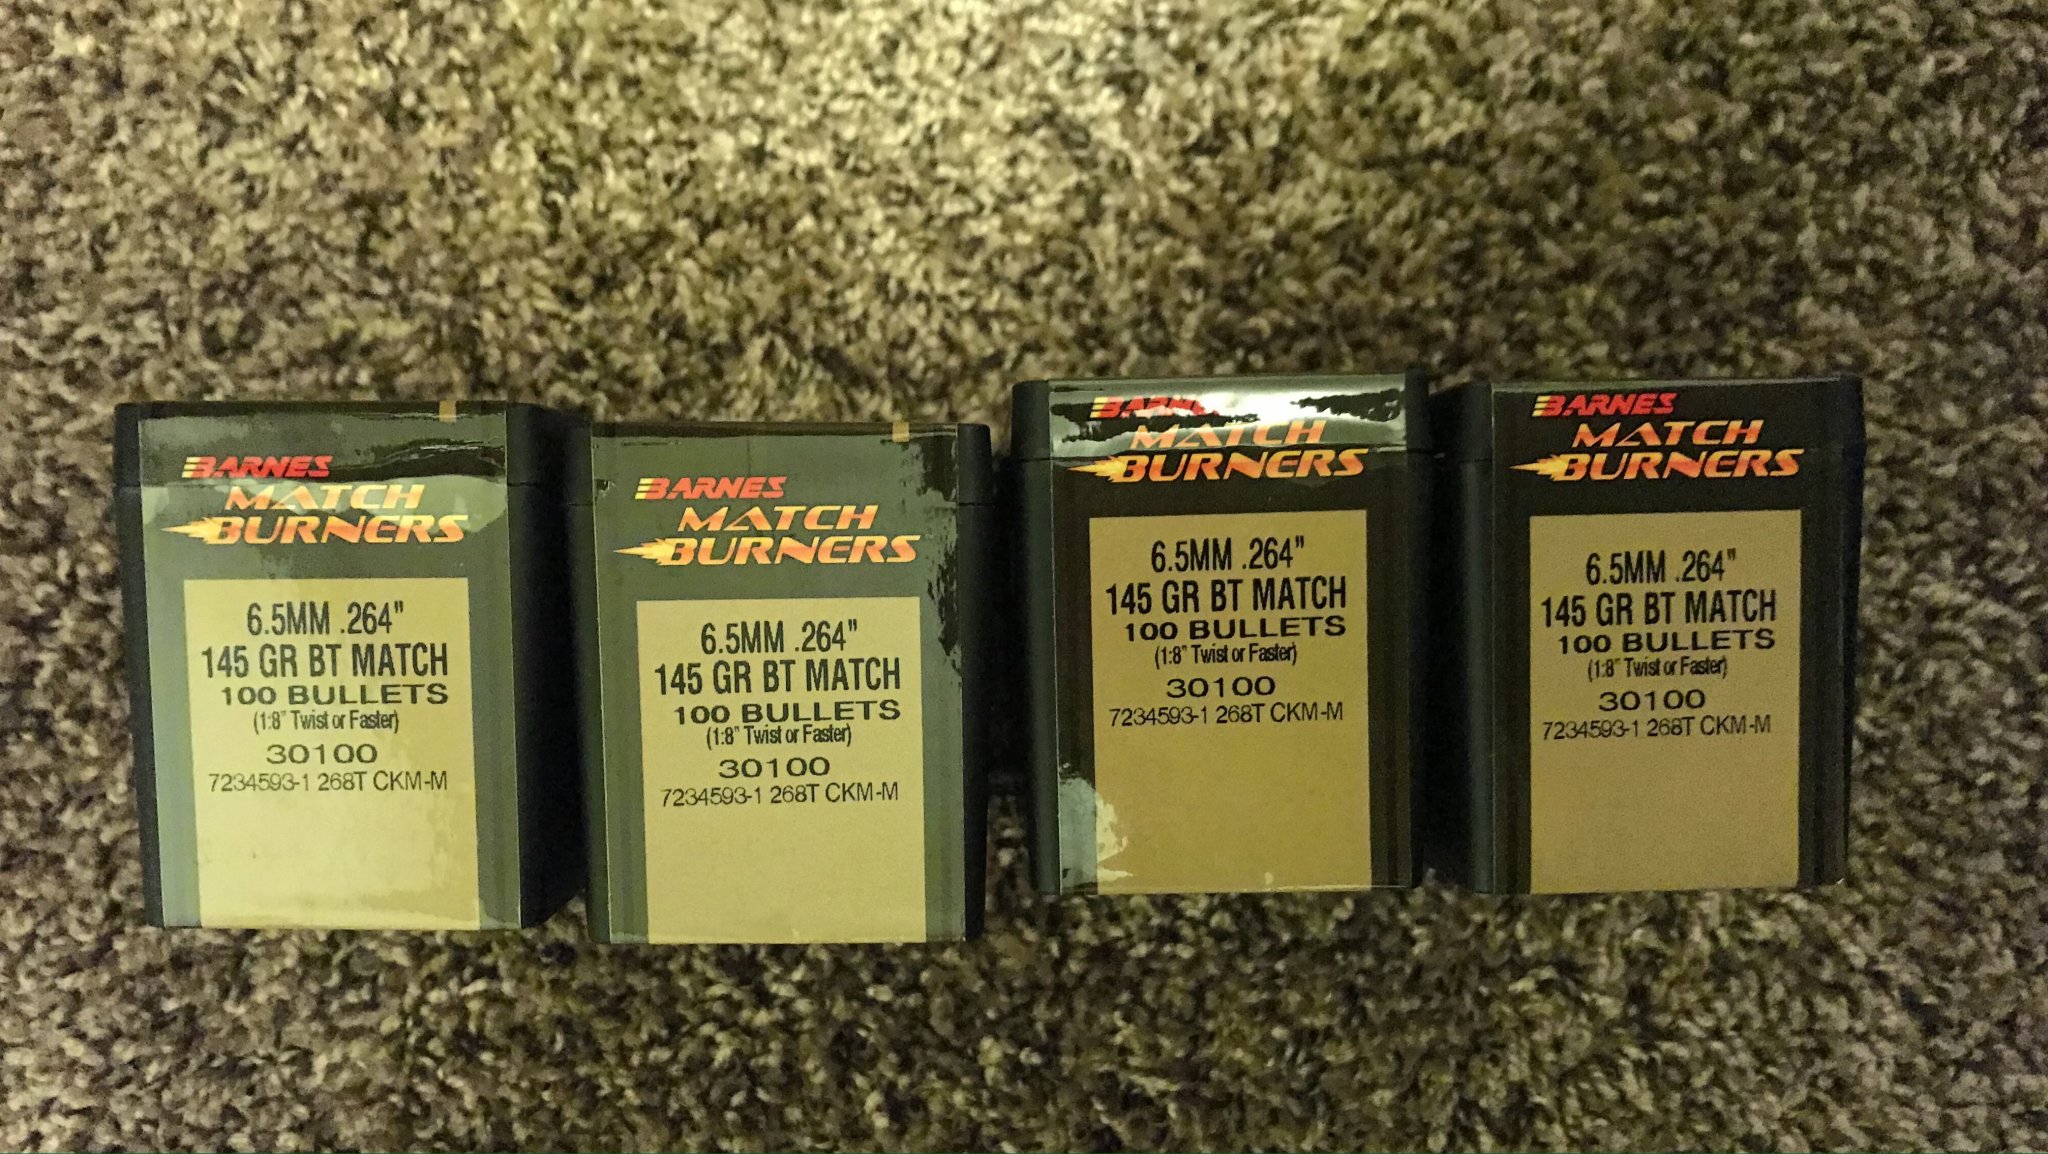 BARNES
MATCH
BURNERS
6.5MM .264"
145 GR BT MATCH
100 BULLETS
(1:8" Twist or Faster)
30100
7234593-1 268T CKM-M
BARNES
MATCH
BURNERS
6.5MM .264"
145 GR BT MATCH
100 BULLETS
(1:8" Twist or Faster)
30100
7234593-1 268T CKM-M
BARNES
MATCH
BURNERS
6.5MM .264"
145 GR BT MATCH
100 BULLETS
(1:8" Twist or Faster)
30100
7234593-1 268T CKM-M
BARNES
MATCH
BURNERS
6.5MM .264"
145 GR BT MATCH
100 BULLETS
(1:8" Twist or Faster)
30100
7234593-1 268T CKM-M